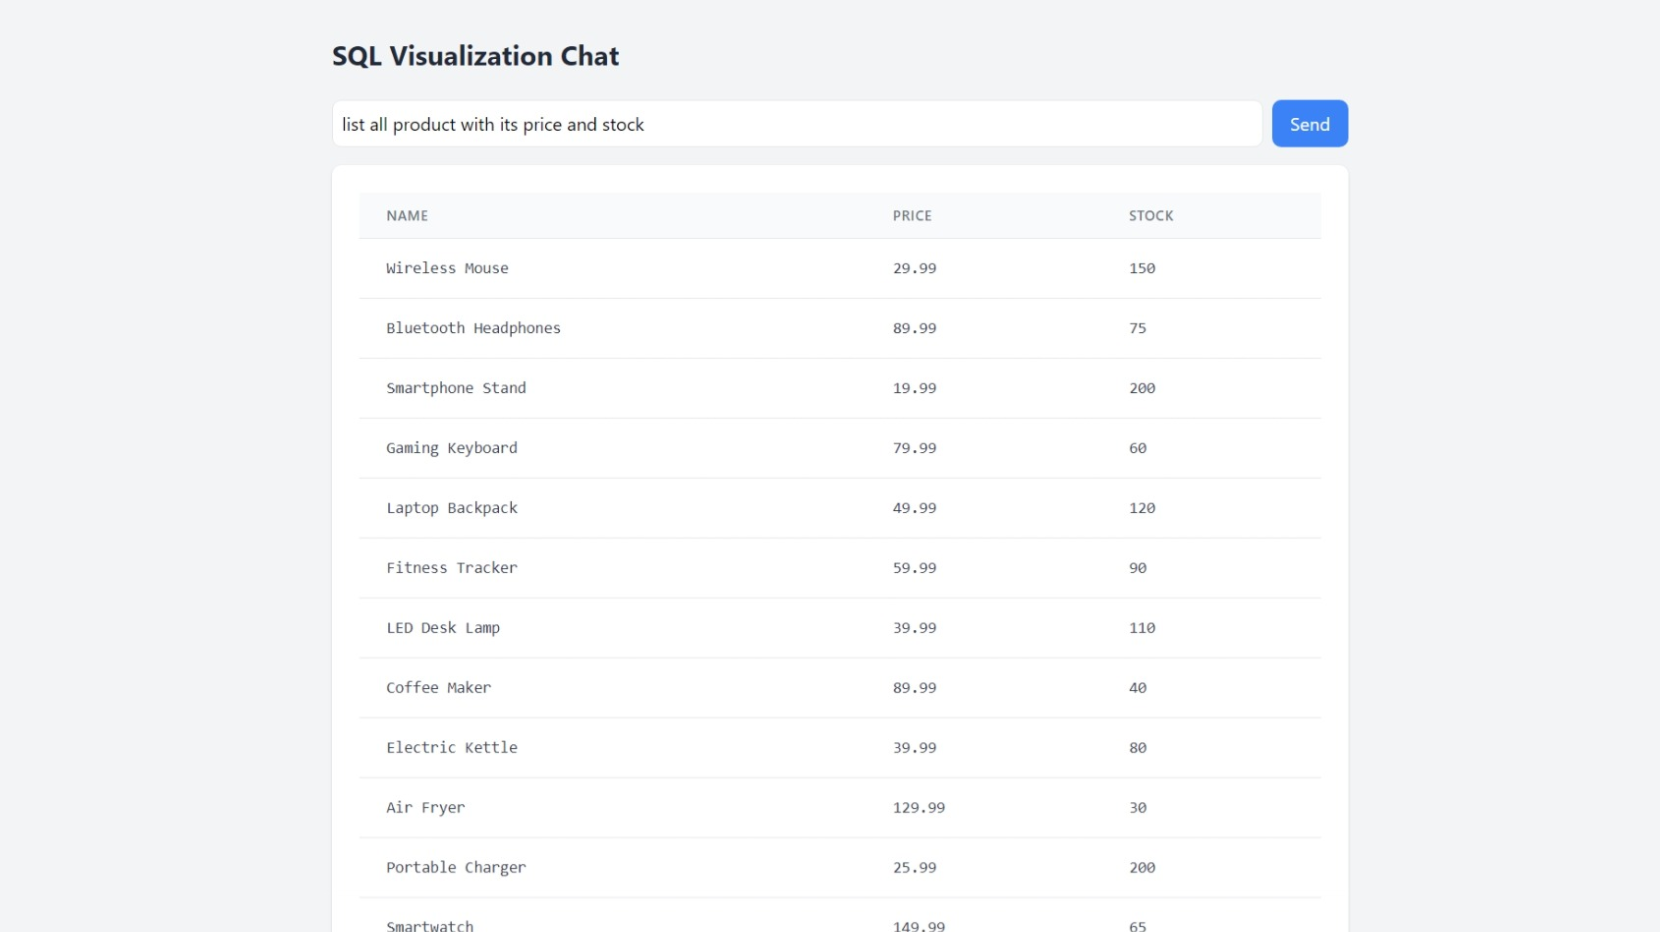 SQL Visualization Chat
list all product with its price and stock
Send
NAME PRICE STOCK
Wireless Mouse 29.99 150
Bluetooth Headphones 89.99 75
Smartphone Stand 19.99 200
Gaming Keyboard 79.99 60
Laptop Backpack 49.99 120
Fitness Tracker 59.99 90
LED Desk Lamp 39.99 110
Coffee Maker 89.99 40
Electric Kettle 39.99 80
Air Fryer 129.99 30
Portable Charger 25.99 200
Smartwatch 149.99 65